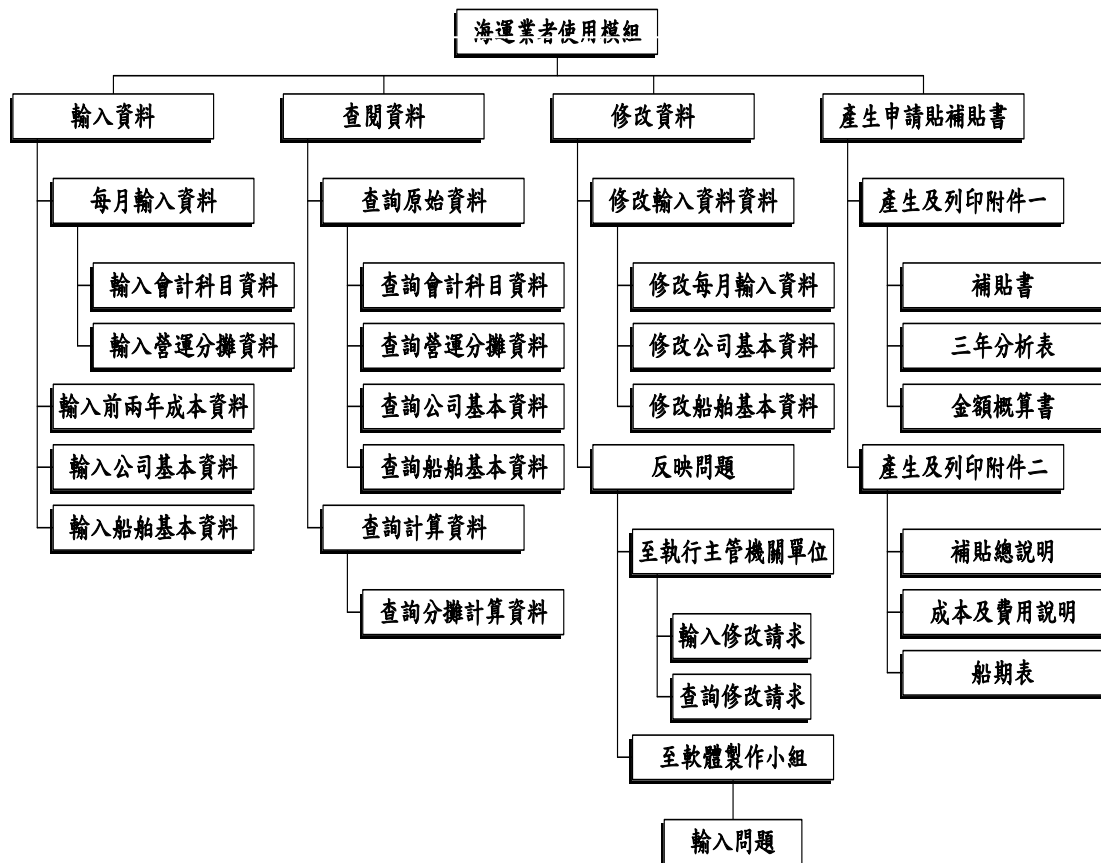 海運業者使用模組
輸入資料
每月輸入資料
輸入會計科目資料
輸入營運分攤資料
輸入前兩年成本資料
輸入公司基本資料
輸入船舶基本資料
查閱資料
查詢原始資料
查詢會計科目資料
查詢營運分攤資料
查詢公司基本資料
查詢船舶基本資料
查詢計算資料
查詢分攤計算資料
修改資料
修改輸入資料資料
修改每月輸入資料
修改公司基本資料
修改船舶基本資料
反映問題
至執行主管機關單位
輸入修改請求
查詢修改請求
至軟體製作小組
輸入問題
產生申請貼補貼書
產生及列印附件一
補貼書
三年分析表
金額概算書
產生及列印附件二
補貼總說明
成本及費用說明
船期表